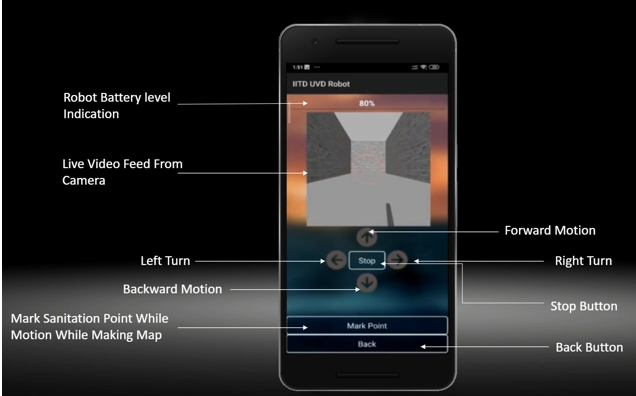 1:51
IITD UVD Robot
80%
Robot Battery level
Indication
Live Video Feed From
Camera
Forward Motion
Left Turn
Stop
Right Turn
Backward Motion
Stop Button
Mark Sanitation Point While
Motion While Making Map
Mark Point
Back
Back Button